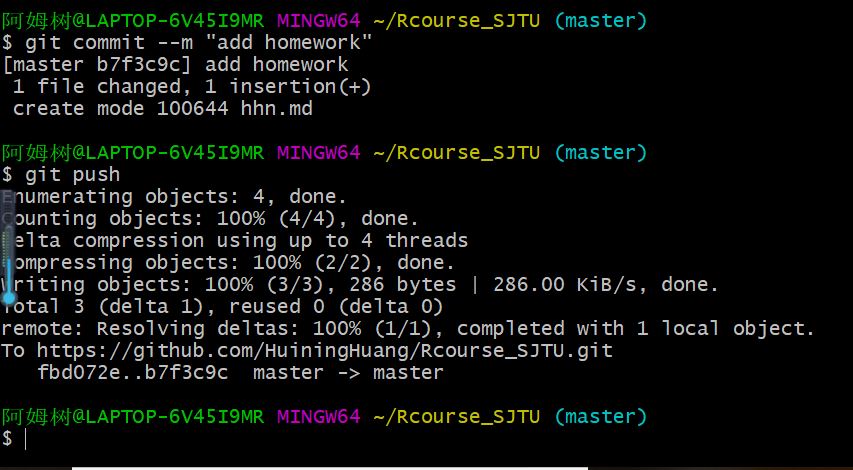 阿姆树@LAPTOP-6V45I9MR MINGW64 ~/Rcourse_SJTU (master)
$ git commit --m "add homework"
[master b7f3c9c] add homework
 1 file changed, 1 insertion(+)
 create mode 100644 hhn.md
阿姆树@LAPTOP-6V45I9MR MINGW64 ~/Rcourse_SJTU (master)
$ git push
Enumerating objects: 4, done.
Counting objects: 100% (4/4), done.
Delta compression using up to 4 threads
Compressing objects: 100% (2/2), done.
Writing objects: 100% (3/3), 286 bytes | 286.00 KiB/s, done.
Total 3 (delta 1), reused 0 (delta 0)
remote: Resolving deltas: 100% (1/1), completed with 1 local object.
To https://github.com/HuiningHuang/Rcourse_SJTU.git
   fbd072e..b7f3c9c  master -> master
阿姆树@LAPTOP-6V45I9MR MINGW64 ~/Rcourse_SJTU (master)
$